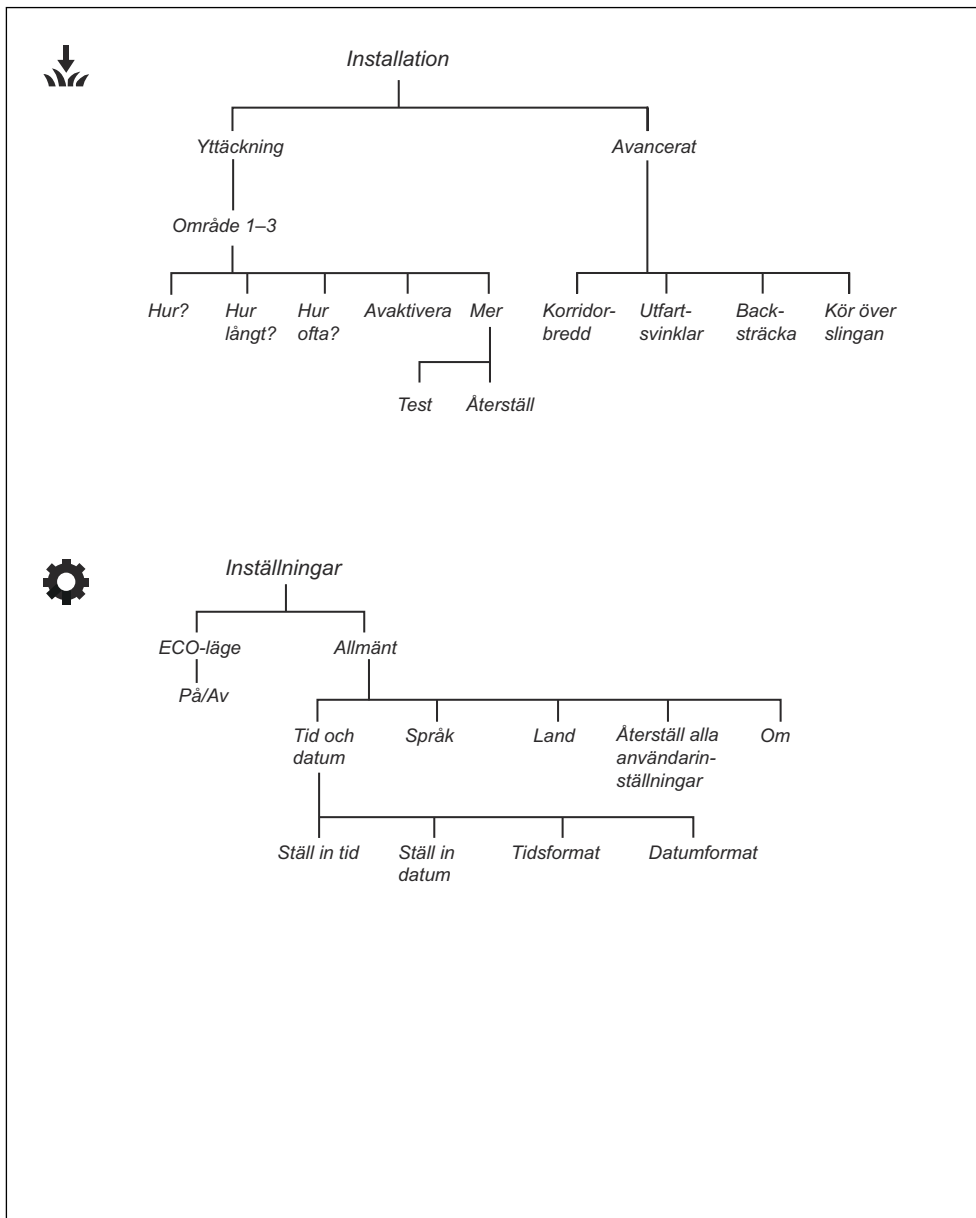 Installation
Yttäckning
Avancerat
Område 1–3
Hur?
Hur
långt?
Hur
ofta?
Avaktivera
Mer
Korridor-
bredd
Utfart-
svinklar
Back-
sträcka
Kör över
slingan
Test
Återställ
Inställningar
ECO-läge
Allmänt
På/Av
Tid och
datum
Språk
Land
Återställ alla
användarin-
ställningar
Om
Ställ in tid
Ställ in
datum
Tidsformat
Datumformat